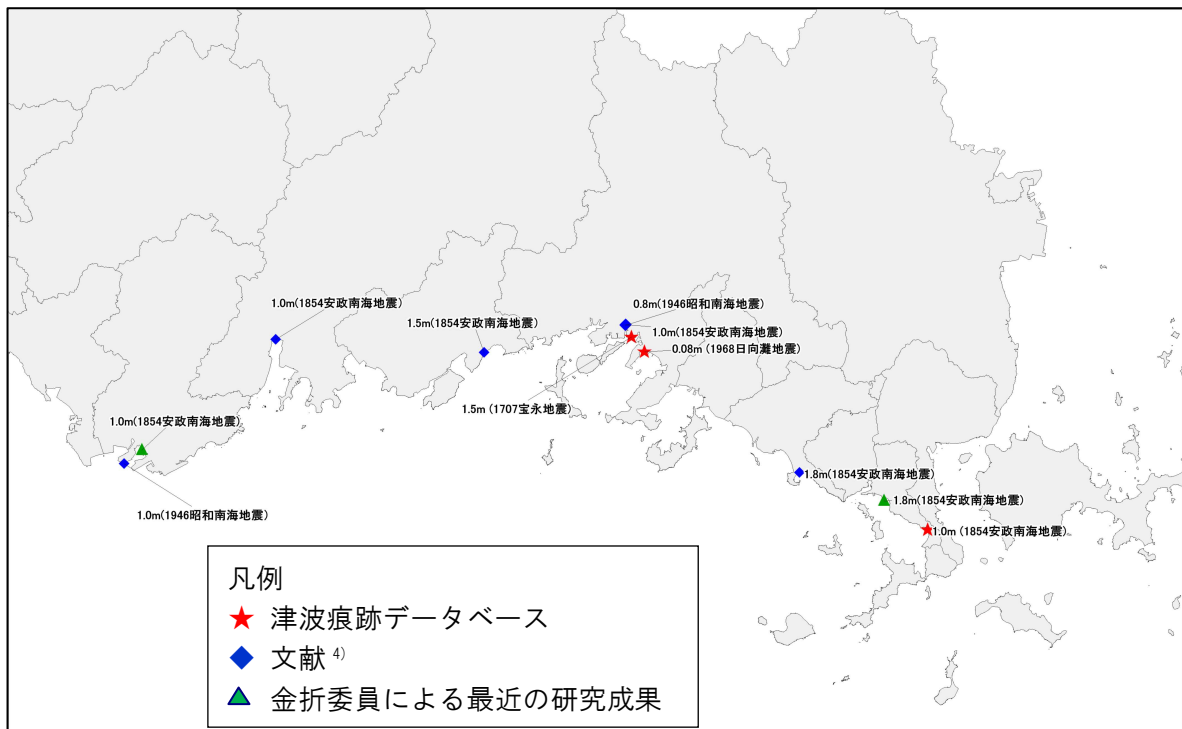 1.0m(1854安政南海地震)
1.5m(1854安政南海地震)
0.8m(1946昭和南海地震)
1.0m(1854安政南海地震)
0.08m (1968日向灘地震)
1.5m (1707宝永地震)
1.0m(1854安政南海地震)
1.0m(1946昭和南海地震)
1.8m(1854安政南海地震)
1.8m(1854安政南海地震)
1.0m (1854安政南海地震)
凡例
津波痕跡データベース
文献 4)
金折委員による最近の研究成果